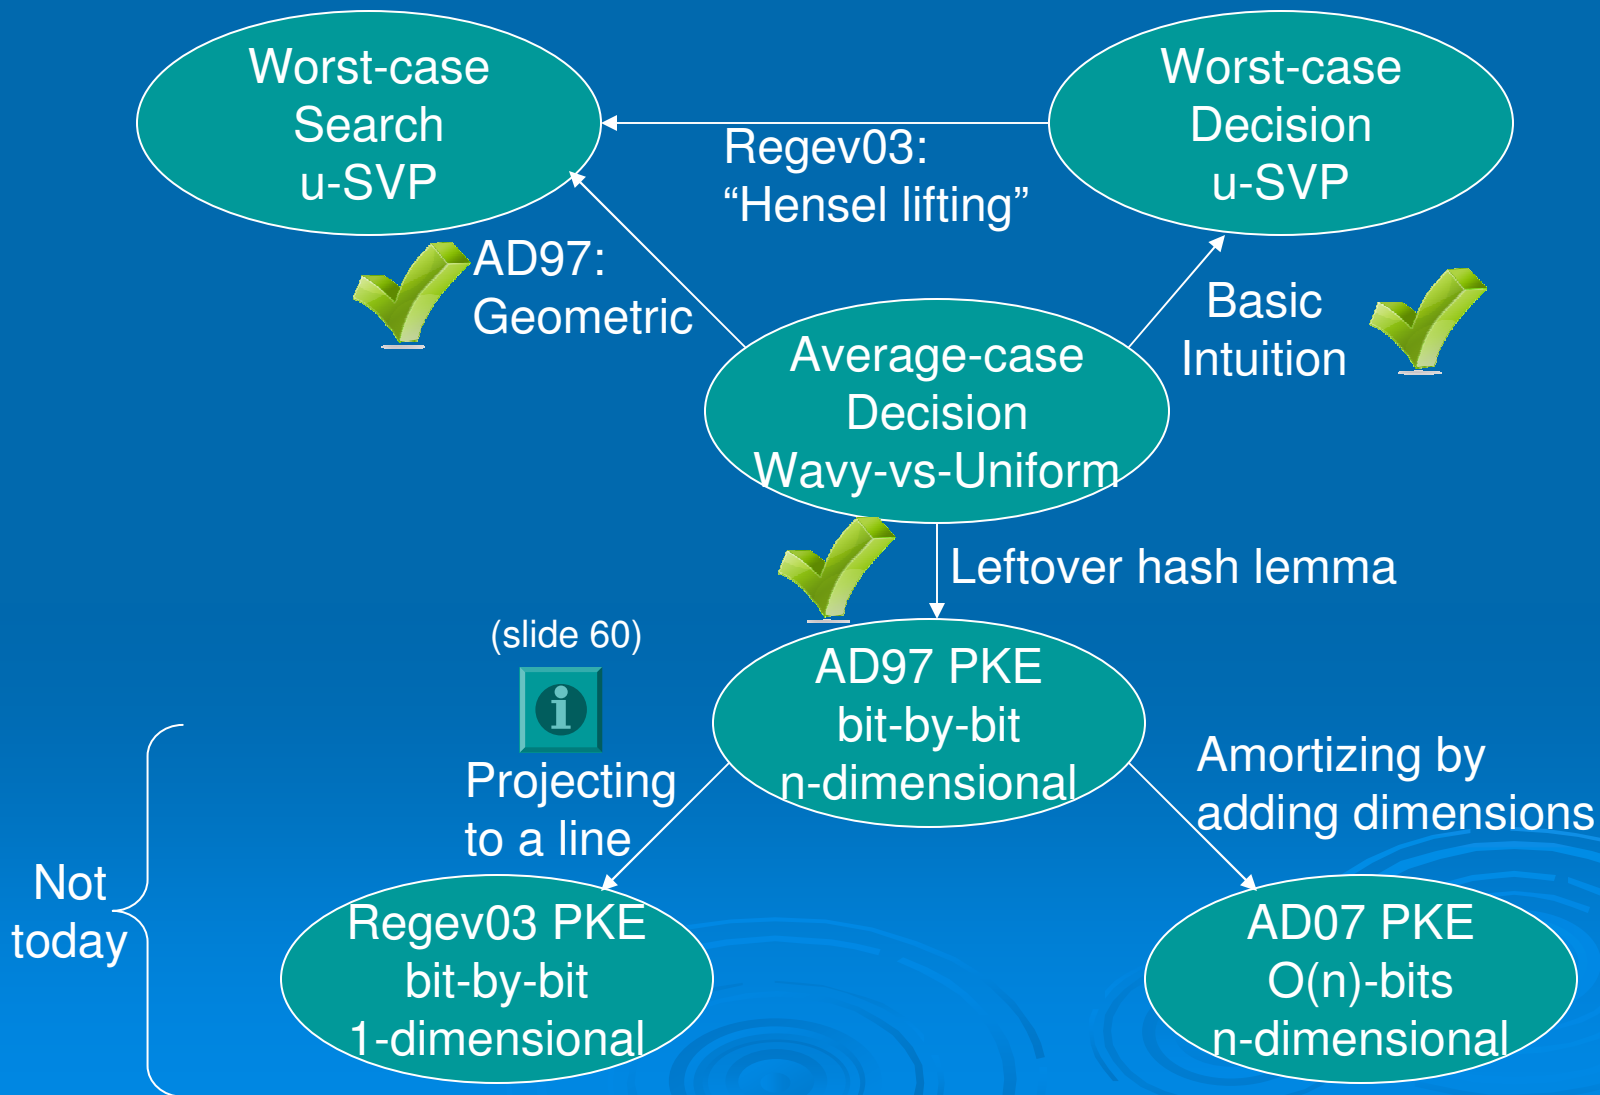 Worst-case
Search
u-SVP
Worst-case
Decision
u-SVP
Regev03:
“Hensel lifting”
AD97:
Geometric
Basic
Intuition
Average-case
Decision
Wavy-vs-Uniform
Leftover hash lemma
(slide 60)
i
AD97 PKE
bit-by-bit
n-dimensional
Projecting
to a line
Amortizing by
adding dimensions
Not
today
Regev03 PKE
bit-by-bit
1-dimensional
AD07 PKE
O(n)-bits
n-dimensional